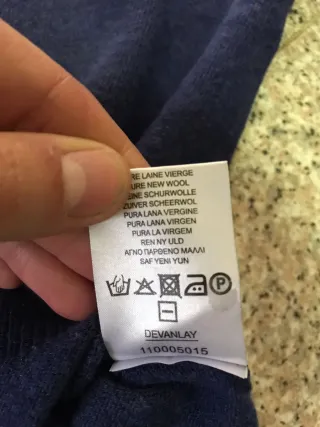 RE LAINE VIERGE
URE NEW WOOL
EINE SCHURWOLLE
ZUIVER SCHEERWOL
PURA LANA VERGINE
PURA LANA VIRGEN
PURA LA VIRGEM
REN NY ULD
ΑΓΝΟ ΠΑΡΘΕΝΟ ΜΑΛΛΙ
SAF YENI YUN
P
DEVANLAY
110005015